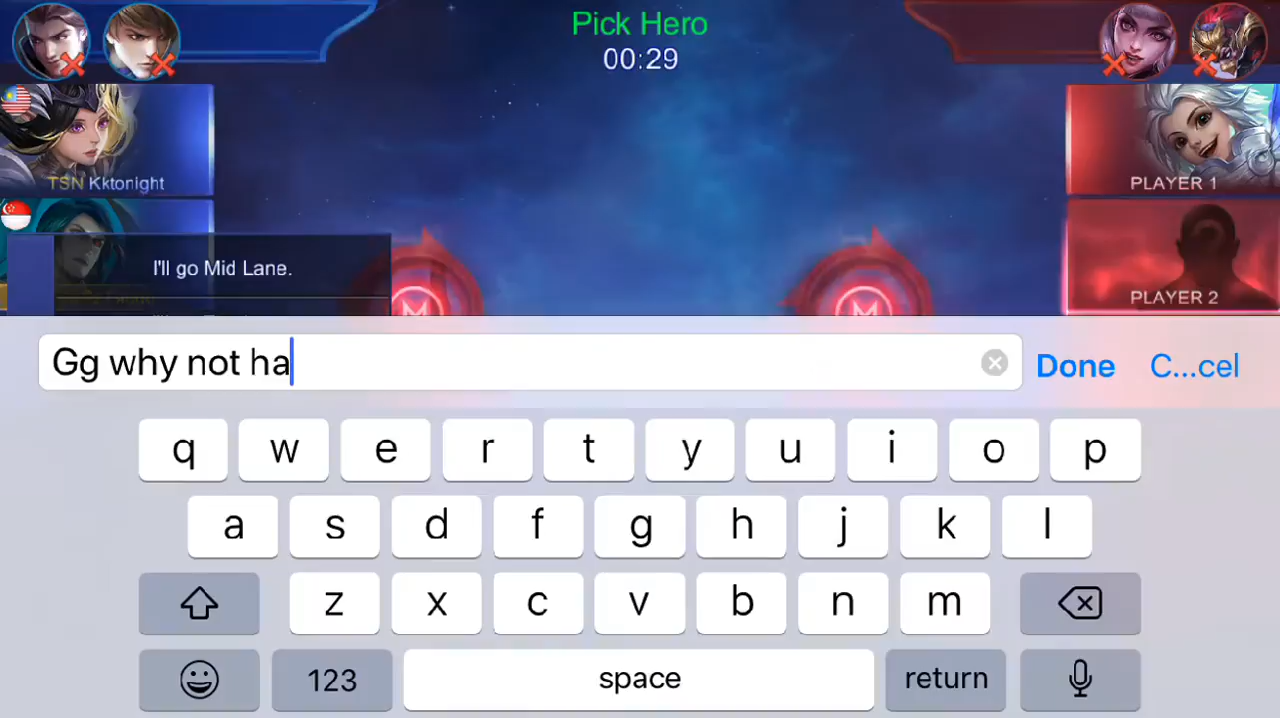 Pick Hero
00:29
TSN Kktonight
PLAYER 1
I'll go Mid Lane.
PLAYER 2
Gg why not ha
Done
C...cel
q w e r t y u i o p
a s d f g h j k l
z x c v b n m
123
space
return